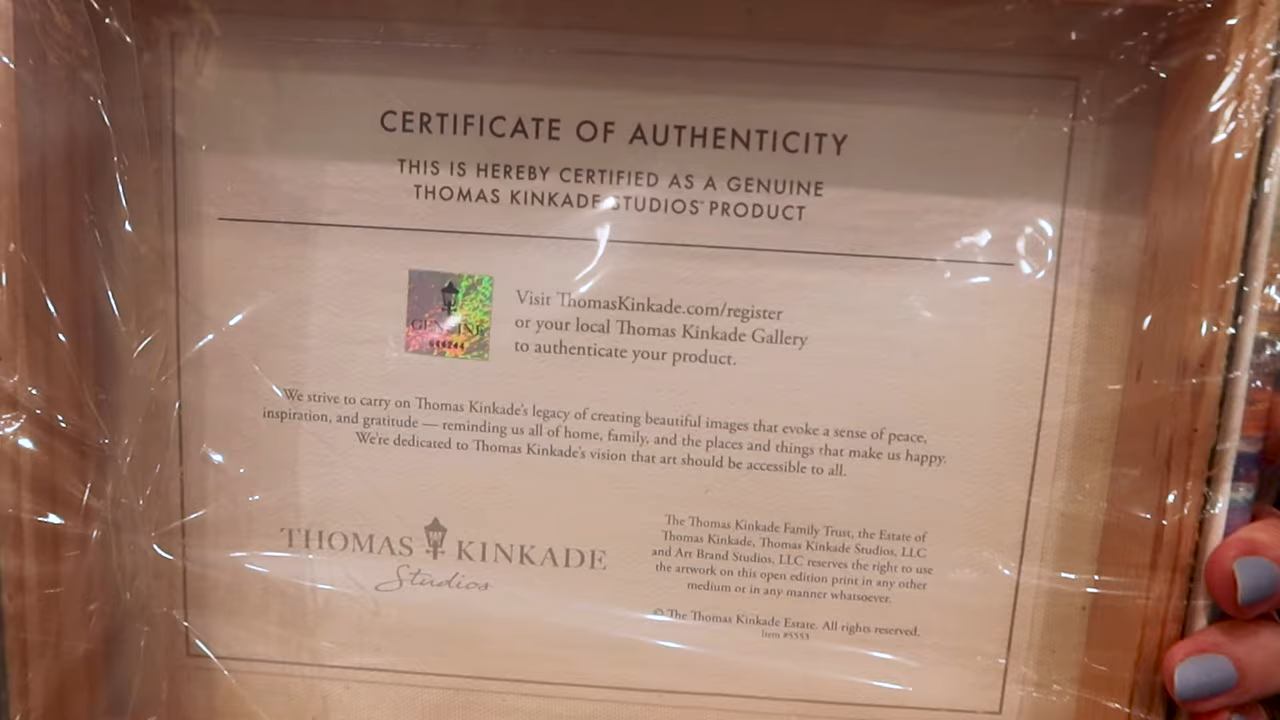 CERTIFICATE OF AUTHENTICITY
THIS IS HEREBY CERTIFIED AS A GENUINE
THOMAS KINKADE STUDIOS™ PRODUCT
GENUINE
Visit ThomasKinkade.com/register
or your local Thomas Kinkade Gallery
to authenticate your product.
We strive to carry on Thomas Kinkade's legacy of creating beautiful images that evoke a sense of peace,
inspiration, and gratitude — reminding us all of home, family, and the places and things that make us happy.
We're dedicated to Thomas Kinkade's vision that art should be accessible to all.
THOMAS KINKADE
Studios
The Thomas Kinkade Family Trust, the Estate of
Thomas Kinkade, Thomas Kinkade Studios, LLC
and Art Brand Studios, LLC reserves the right to use
the artwork on this open edition print in any other
medium or in any manner whatsoever.
© The Thomas Kinkade Estate. All rights reserved.
Item #5553